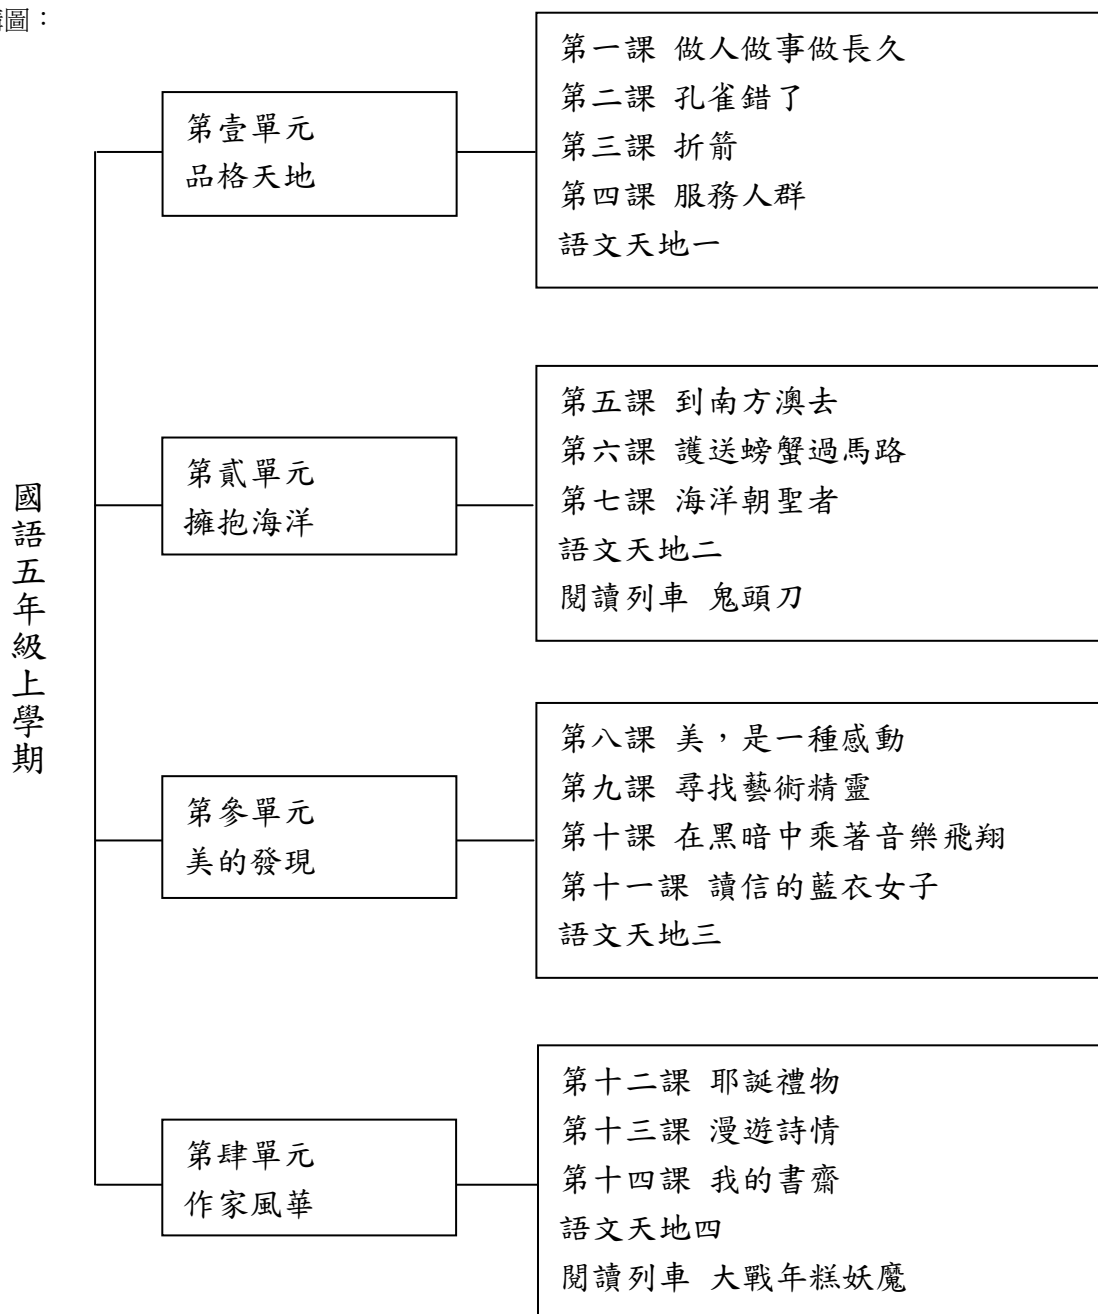 圖：
國語五年級上學期
第壹單元
品格天地
第一課 做人做事做長久
第二課 孔雀錯了
第三課 折箭
第四課 服務人群
語文天地一
第貳單元
擁抱海洋
第五課 到南方澳去
第六課 護送螃蟹過馬路
第七課 海洋朝聖者
語文天地二
閱讀列車 鬼頭刀
第參單元
美的發現
第八課 美，是一種感動
第九課 尋找藝術精靈
第十課 在黑暗中乘著音樂飛翔
第十一課 讀信的藍衣女子
語文天地三
第肆單元
作家風華
第十二課 耶誕禮物
第十三課 漫遊詩情
第十四課 我的書齋
語文天地四
閱讀列車 大戰年糕妖魔